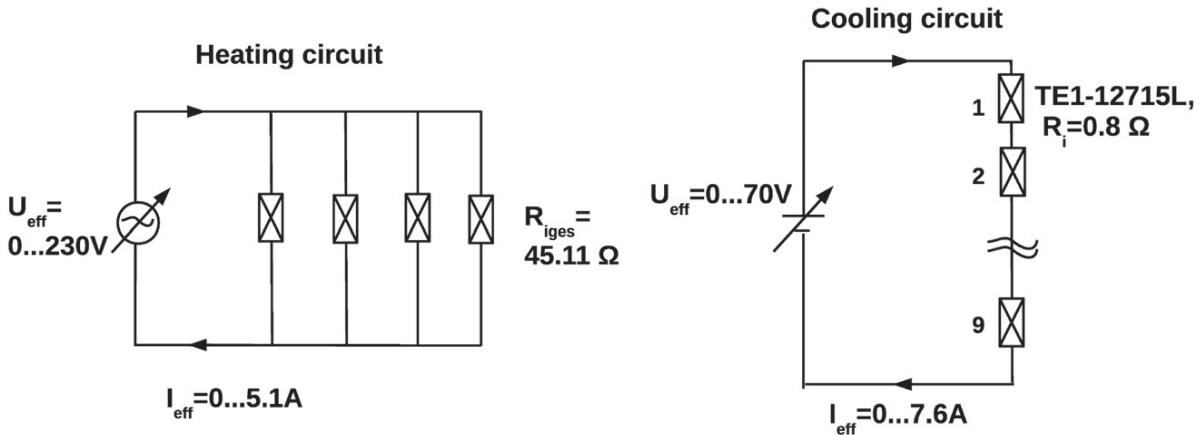 Heating circuit
U_eff=
0...230V
R_iges=
45.11 Ω
I_eff=0...5.1A
Cooling circuit
U_eff=0...70V
1
TE1-12715L,
R_i=0.8 Ω
2
9
I_eff=0...7.6A